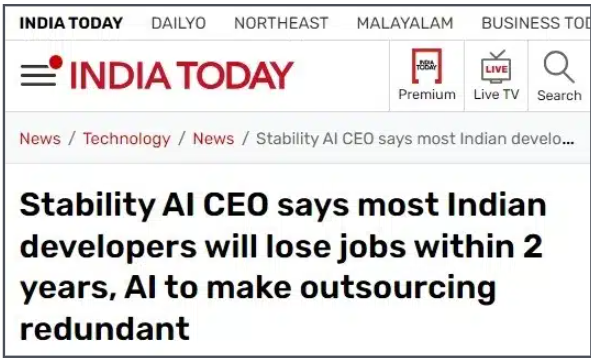 INDIA TODAY DAILYO NORTHEAST MALAYALAM BUSINESS TOD
INDIA TODAY
INDIA TODAY
Premium
LIVE
Live TV
Search
News / Technology / News / Stability AI CEO says most Indian develo...
Stability AI CEO says most Indian
developers will lose jobs within 2
years, AI to make outsourcing
redundant